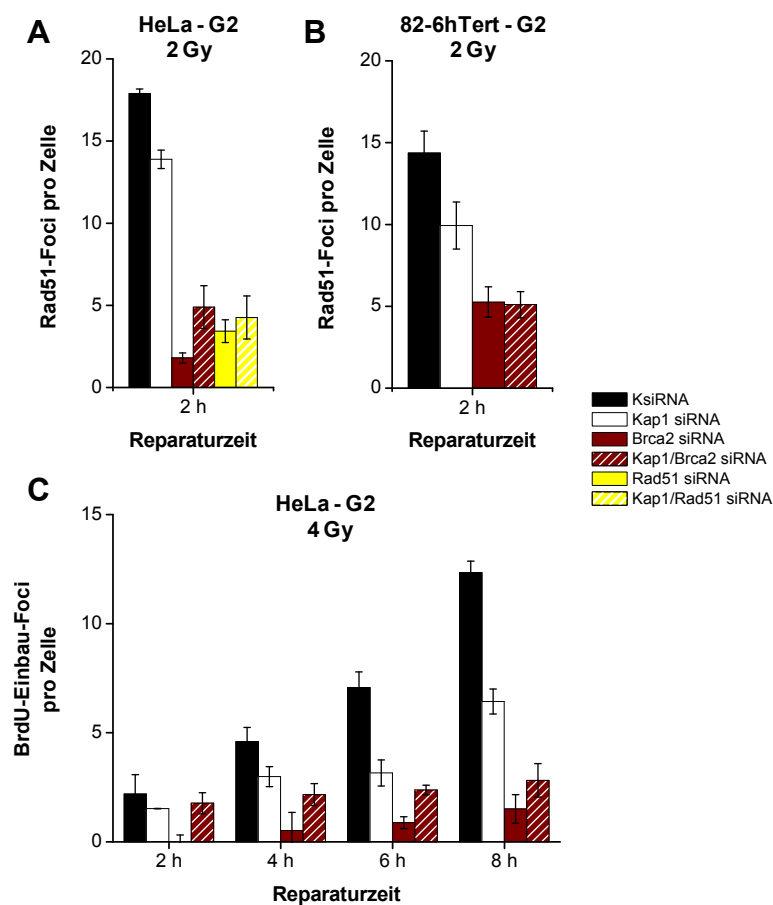 A
HeLa - G2
2 Gy
Rad51-Foci pro Zelle
20
15
10
5
0
2 h
Reparaturzeit
B
82-6hTert - G2
2 Gy
Rad51-Foci pro Zelle
20
15
10
5
0
2 h
Reparaturzeit
KsiRNA
Kap1 siRNA
Brca2 siRNA
Kap1/Brca2 siRNA
Rad51 siRNA
Kap1/Rad51 siRNA
C
HeLa - G2
4 Gy
BrdU-Einbau-Foci
pro Zelle
15
10
5
0
2 h 4 h 6 h 8 h
Reparaturzeit